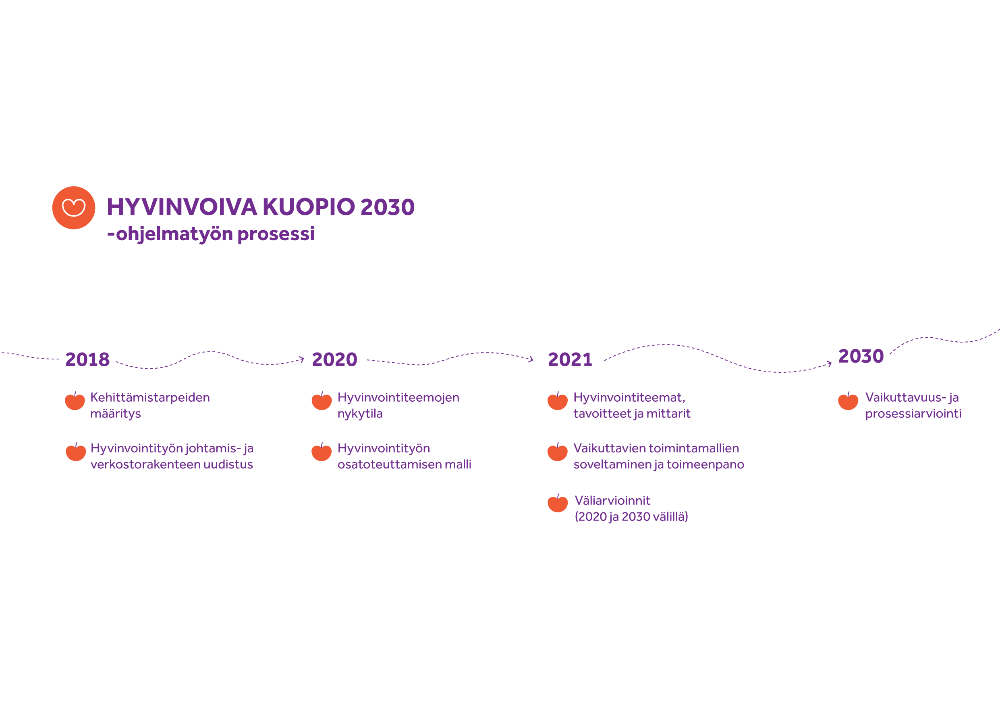 HYVINVOIVA KUOPIO 2030
-ohjelmatyön prosessi
2018
Kehittämistarpeiden
määritys
Hyvinvointityön johtamis- ja
verkostorakenteen uudistus
2020
Hyvinvointiteemojen
nykytila
Hyvinvointityön
osatoteuttamisen malli
2021
Hyvinvointiteemat,
tavoitteet ja mittarit
Vaikuttavien toimintamallien
soveltaminen ja toimeenpano
Väliarvioinnit
(2020 ja 2030 välillä)
2030
Vaikuttavuus- ja
prosessiarviointi